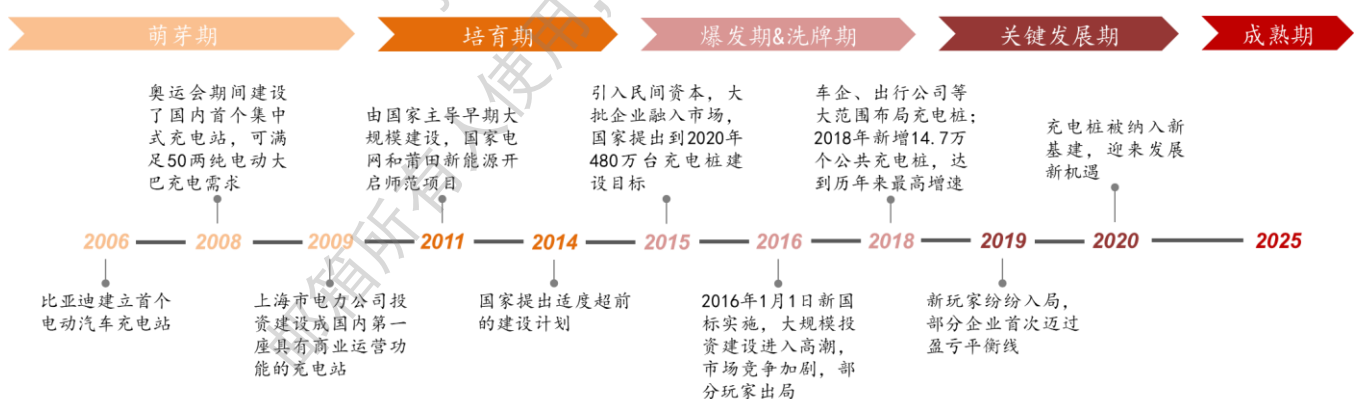 萌芽期
培育期
爆发期&洗牌期
关键发展期
成熟期
奥运会期间建设
了国内首个集中
式充电站，可满
足50两纯电动大
巴充电需求
由国家主导早期大
规模建设，国家电
网和莆田新能源开
启师范项目
引入民间资本，大
批企业融入市场，
国家提出到2020年
480万台充电桩建
设目标
车企、出行公司等
大范围布局充电桩；
2018年新增14.7万
个公共充电桩，达
到历年来最高增速
充电桩被纳入新
基建，迎来发展
新机遇
2006
2008
2009
2011
2014
2015
2016
2018
2019
2020
2025
比亚迪建立首个
电动汽车充电站
上海市电力公司投
资建设成国内第一
座具有商业运营功
能的充电站
国家提出适度超前
的建设计划
2016年1月1日新国
标实施，大规模投
资建设进入高潮，
市场竞争加剧，部
分玩家出局
新玩家纷纷入局，
部分企业首次迈过
盈亏平衡线
邮箱所有人使用，